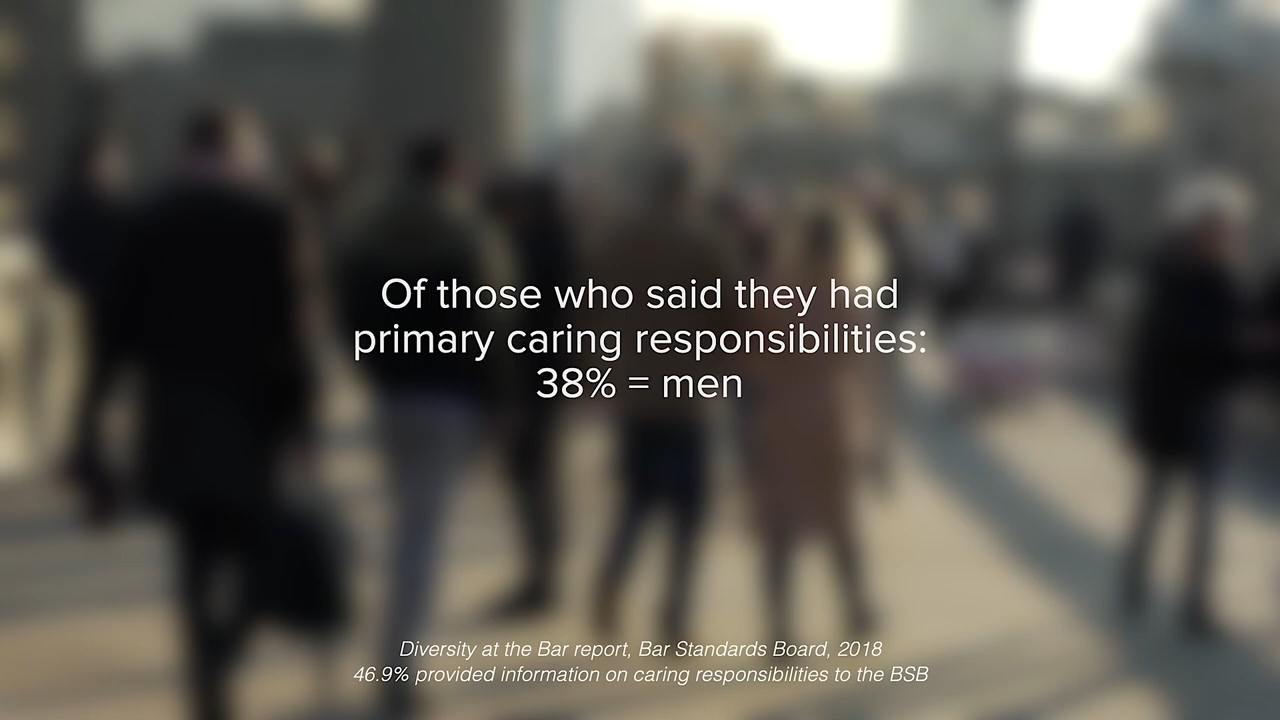 Of those who said they had
primary caring responsibilities:
38% = men
Diversity at the Bar report, Bar Standards Board, 2018
46.9% provided information on caring responsibilities to the BSB